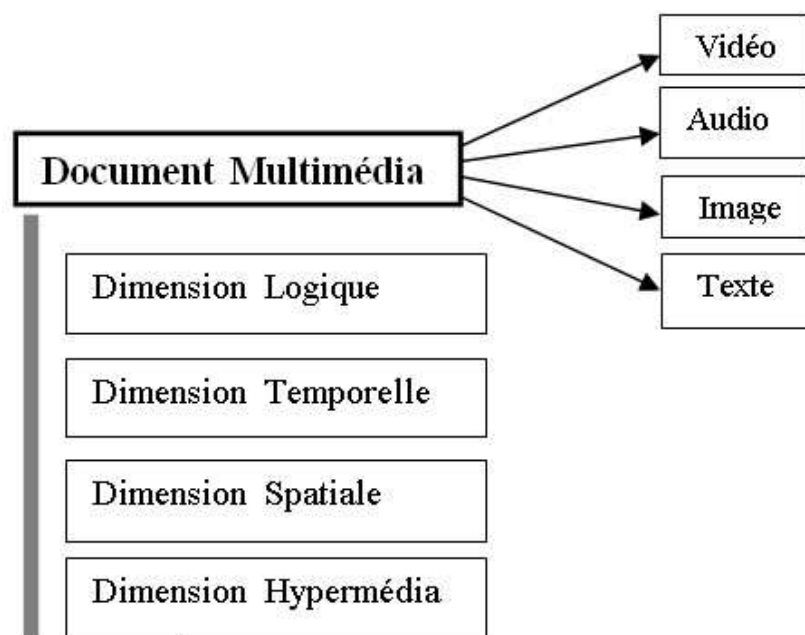 Vidéo
Audio
Document Multimédia
Image
Texte
Dimension Logique
Dimension Temporelle
Dimension Spatiale
Dimension Hypermédia